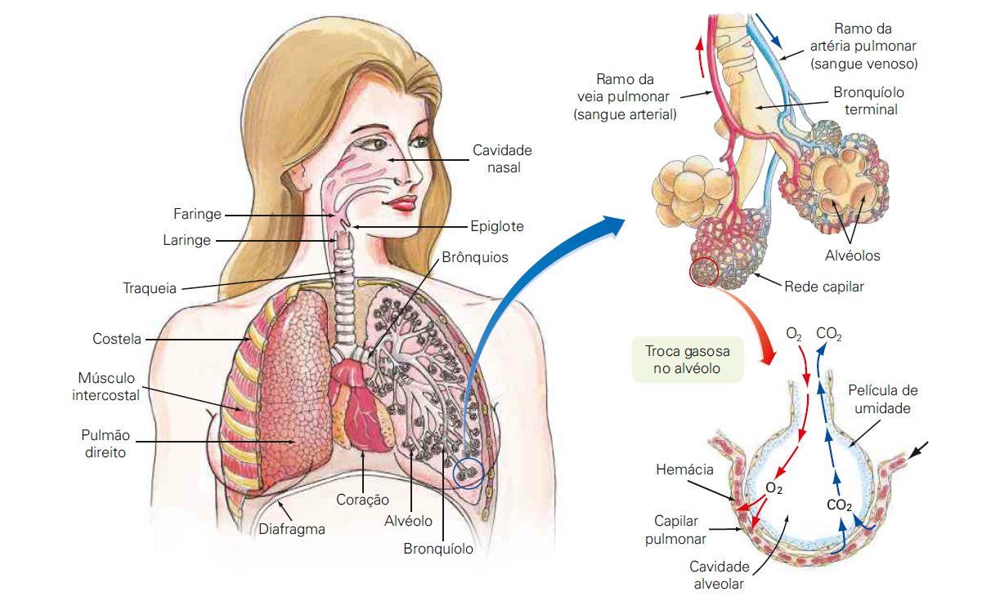 Cavidade
nasal
Faringe
Epiglote
Laringe
Brônquios
Traqueia
Costela
Músculo
intercostal
Pulmão
direito
Coração
Diafragma
Alvéolo
Bronquíolo
Ramo da
artéria pulmonar
(sangue venoso)
Ramo da
veia pulmonar
(sangue arterial)
Bronquíolo
terminal
Alvéolos
Rede capilar
Troca gasosa
no alvéolo
O₂ CO₂
Película de
umidade
Hemácia
O₂
CO₂
Capilar
pulmonar
Cavidade
alveolar